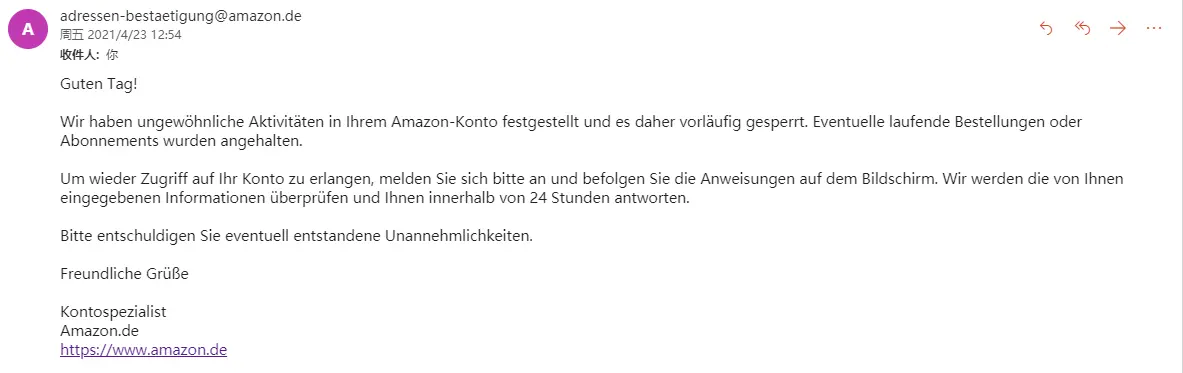 A
adressen-bestaetigung@amazon.de
周五 2021/4/23 12:54
收件人: 你
Guten Tag!
Wir haben ungewöhnliche Aktivitäten in Ihrem Amazon-Konto festgestellt und es daher vorläufig gesperrt. Eventuelle laufende Bestellungen oder
Abonnements wurden angehalten.
Um wieder Zugriff auf Ihr Konto zu erlangen, melden Sie sich bitte an und befolgen Sie die Anweisungen auf dem Bildschirm. Wir werden die von Ihnen
eingegebenen Informationen überprüfen und Ihnen innerhalb von 24 Stunden antworten.
Bitte entschuldigen Sie eventuell entstandene Unannehmlichkeiten.
Freundliche Grüße
Kontospezialist
Amazon.de
https://www.amazon.de